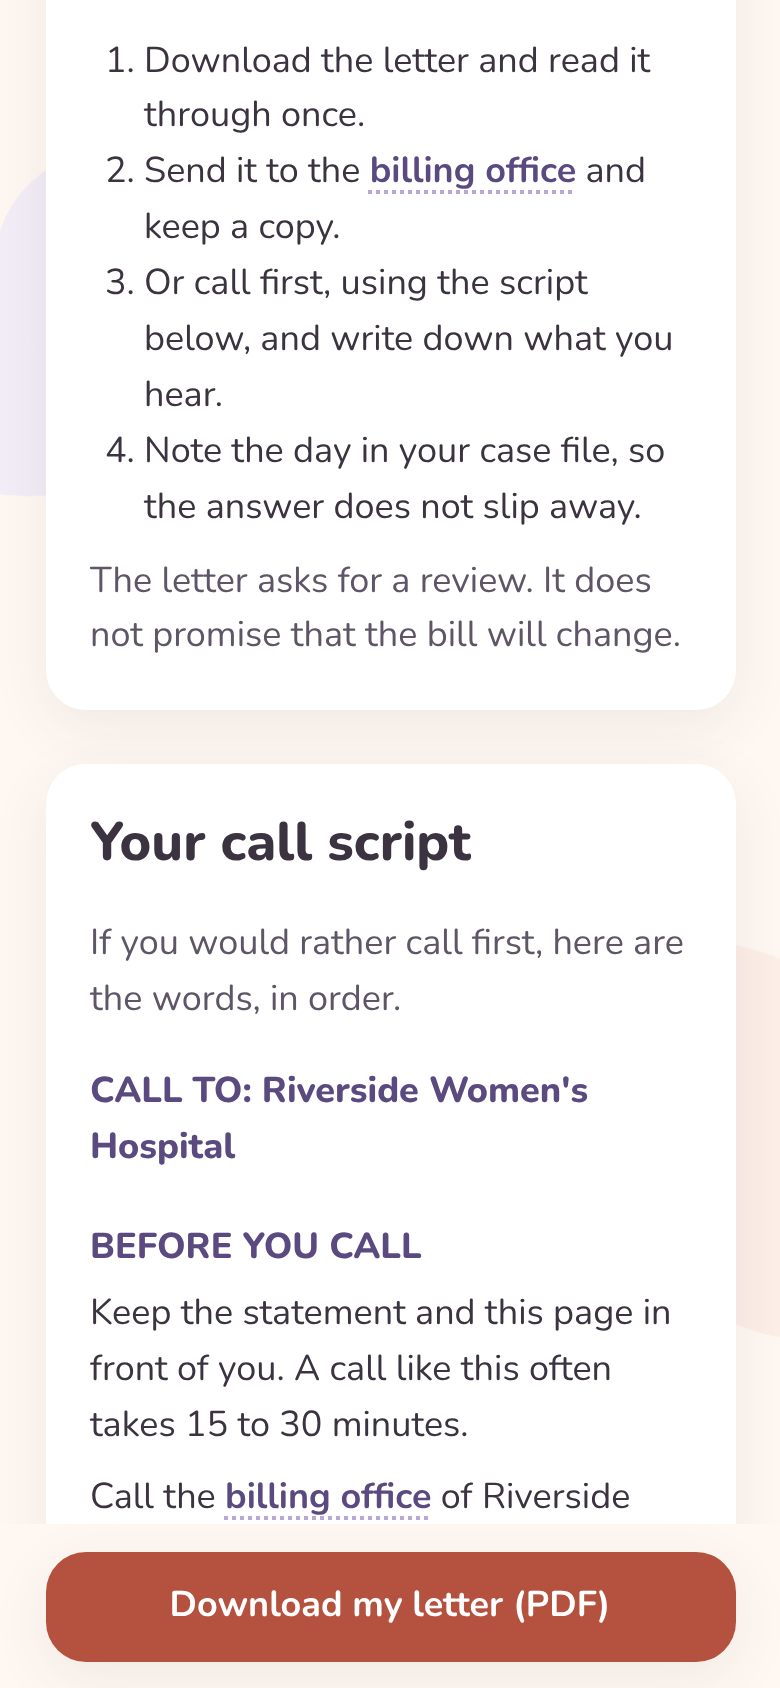 1. Download the letter and read it
through once.
2. Send it to the billing office and
keep a copy.
3. Or call first, using the script
below, and write down what you
hear.
4. Note the day in your case file, so
the answer does not slip away.
The letter asks for a review. It does
not promise that the bill will change.
Your call script
If you would rather call first, here are
the words, in order.
CALL TO: Riverside Women's
Hospital
BEFORE YOU CALL
Keep the statement and this page in
front of you. A call like this often
takes 15 to 30 minutes.
Call the billing office of Riverside
Download my letter (PDF)